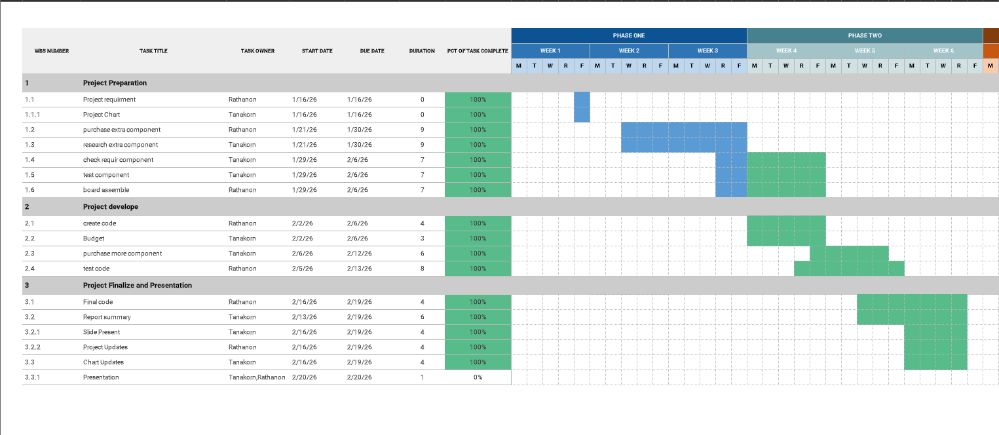 PHASE ONE PHASE TWO
WBS NUMBER TASK TITLE TASK OWNER START DATE DUE DATE DURATION PCT OF TASK COMPLETE WEEK 1 WEEK 2 WEEK 3 WEEK 4 WEEK 5 WEEK 6
M T W R F M T W R F M T W R F M T W R F M T W R F M T W R F M
1 Project Preparation
1.1 Project requirment Rathanon 1/16/26 1/16/26 0 100%
1.1.1 Project Chart Tanakorn 1/16/26 1/16/26 0 100%
1.2 purchase extra component Rathanon 1/21/26 1/30/26 9 100%
1.3 research extra component Tanakorn 1/21/26 1/30/26 9 100%
1.4 check requir component Tanakorn 1/29/26 2/6/26 7 100%
1.5 test component Tanakorn 1/29/26 2/6/26 7 100%
1.6 board assemble Rathanon 1/29/26 2/6/26 7 100%
2 Project develope
2.1 create code Rathanon 2/2/26 2/6/26 4 100%
2.2 Budget Tanakorn 2/2/26 2/6/26 3 100%
2.3 purchase more component Tanakorn 2/6/26 2/12/26 6 100%
2.4 test code Rathanon 2/5/26 2/13/26 8 100%
3 Project Finalize and Presentation
3.1 Final code Rathanon 2/16/26 2/19/26 4 100%
3.2 Report summary Tanakorn 2/13/26 2/19/26 6 100%
3.2.1 Slide Present Tanakorn 2/16/26 2/19/26 4 100%
3.2.2 Project Updates Rathanon 2/16/26 2/19/26 4 100%
3.3 Chart Updates Tanakorn 2/16/26 2/19/26 4 100%
3.3.1 Presentation Tanakorn,Rathanon 2/20/26 2/20/26 1 0%